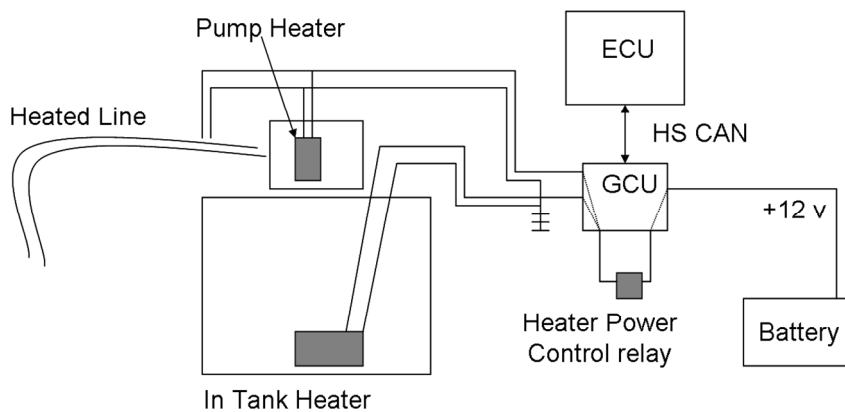 Pump Heater
ECU
Heated Line
HS CAN
GCU
+12 v
Heater Power
Control relay
Battery
In Tank Heater